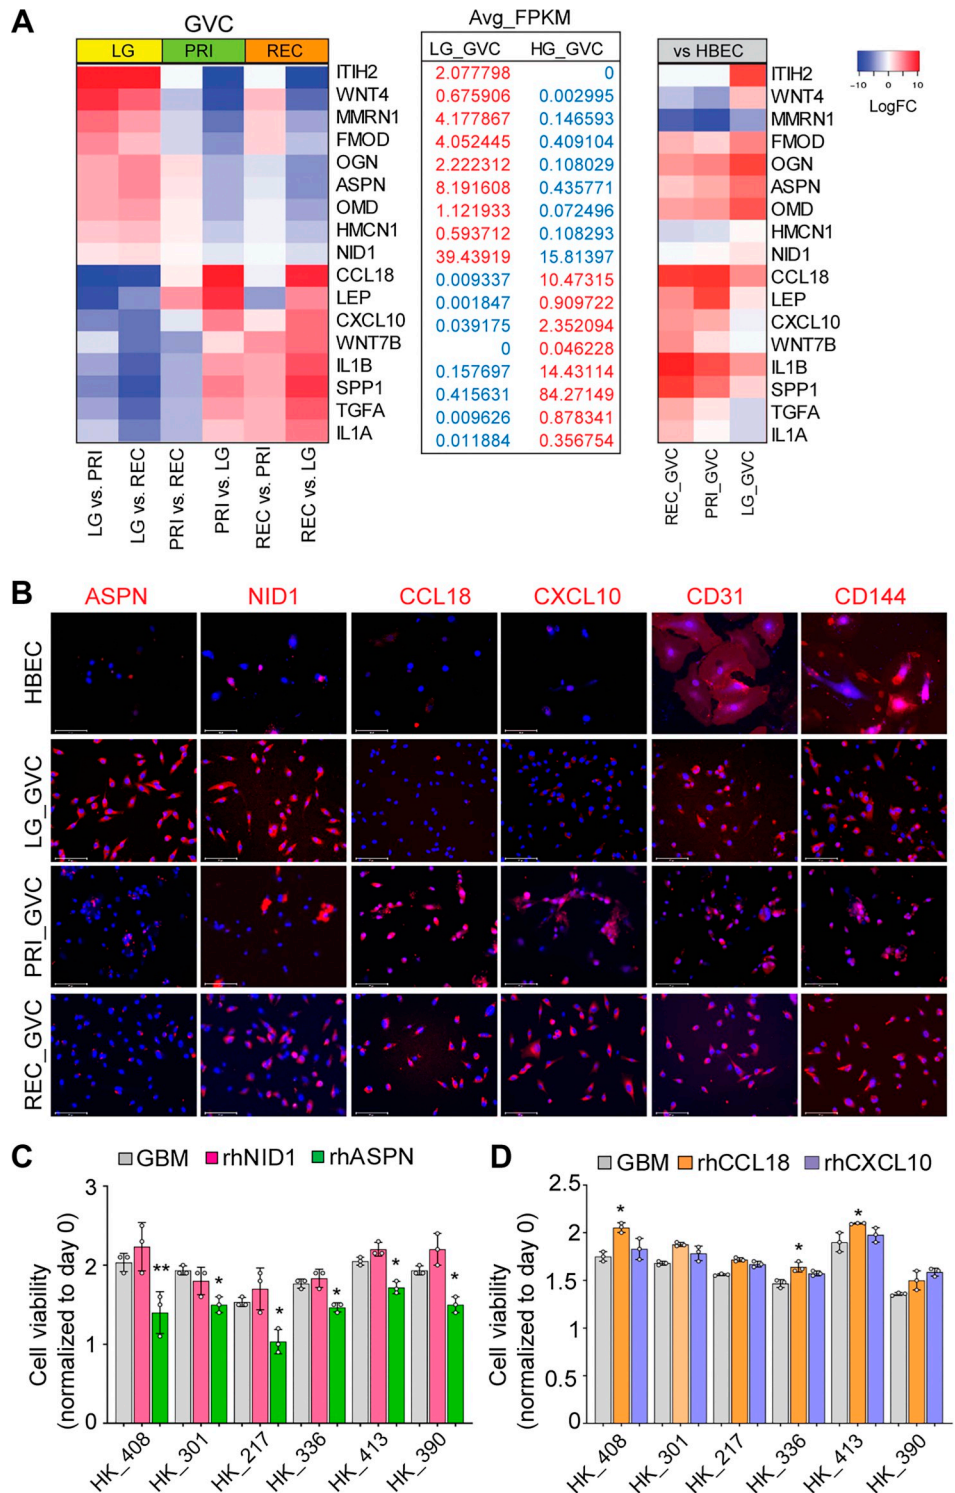 A
GVC
LG PRI REC
ITIH2
WNT4
MMRN1
FMOD
OGN
ASPN
OMD
HMCN1
NID1
CCL18
LEP
CXCL10
WNT7B
IL1B
SPP1
TGFA
IL1A
LG vs. PRI
LG vs. REC
PRI vs. REC
PRI vs. LG
REC vs. PRI
REC vs. LG
Avg_FPKM
LG_GVC HG_GVC
2.077798 0
0.675906 0.002995
4.177867 0.146593
4.052445 0.409104
2.222312 0.108029
8.191608 0.435771
1.121933 0.072496
0.593712 0.108293
39.43919 15.81397
0.009337 10.47315
0.001847 0.909722
0.039175 2.352094
0 0.046228
0.157697 14.43114
0.415631 84.27149
0.009626 0.878341
0.011884 0.356754
vs HBEC
ITIH2
WNT4
MMRN1
FMOD
OGN
ASPN
OMD
HMCN1
NID1
CCL18
LEP
CXCL10
WNT7B
IL1B
SPP1
TGFA
IL1A
REC_GVC
PRI_GVC
LG_GVC
-10 0 10
LogFC
B
ASPN NID1 CCL18 CXCL10 CD31 CD144
HBEC
LG_GVC
PRI_GVC
REC_GVC
C
GBM rhNID1 rhASPN
Cell viability
(normalized to day 0)
3
2
1
0
** * * * * *
HK_408 HK_301 HK_217 HK_336 HK_413 HK_390
D
GBM rhCCL18 rhCXCL10
Cell viability
(normalized to day 0)
2.5
2
1.5
1
0.5
0
* * *
HK_408 HK_301 HK_217 HK_336 HK_413 HK_390